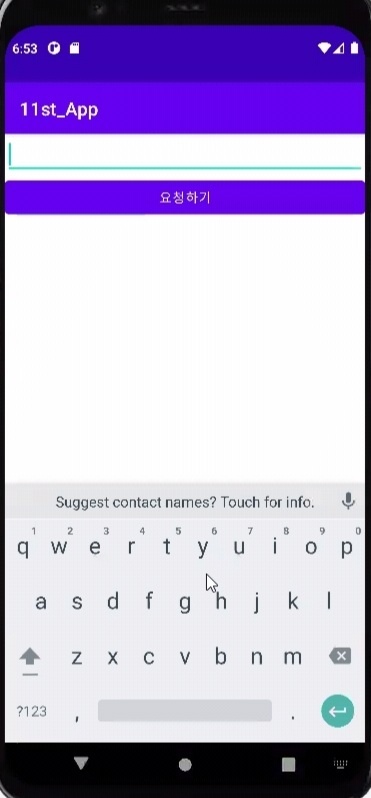 6:53
11st_App
요청하기
Suggest contact names? Touch for info.
1 2 3 4 5 6 7 8 9 0
q w e r t y u i o p
a s d f g h j k l
z x c v b n m
?123 , .